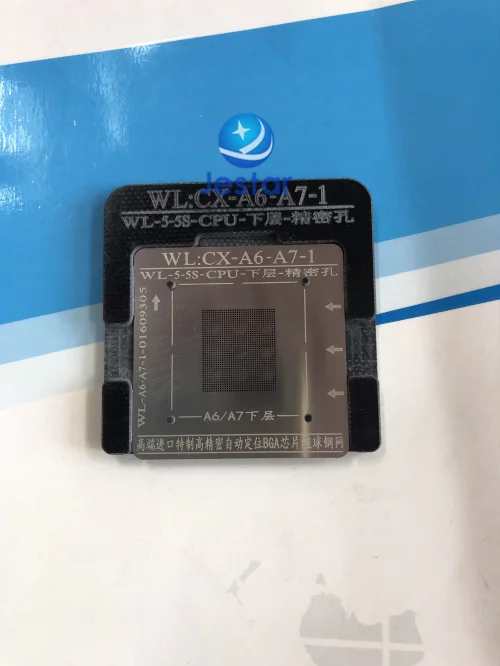 Jestar
WL:CX-A6-A7-1
WL-5-5S-CPU-下层-精密孔
WL:CX-A6-A7-1
WL-5-5S-CPU-下层-精密孔
WL-A6-A7-1-01609305
A6/A7下层
高端进口特制高精密自动定位BGA芯片植球钢网